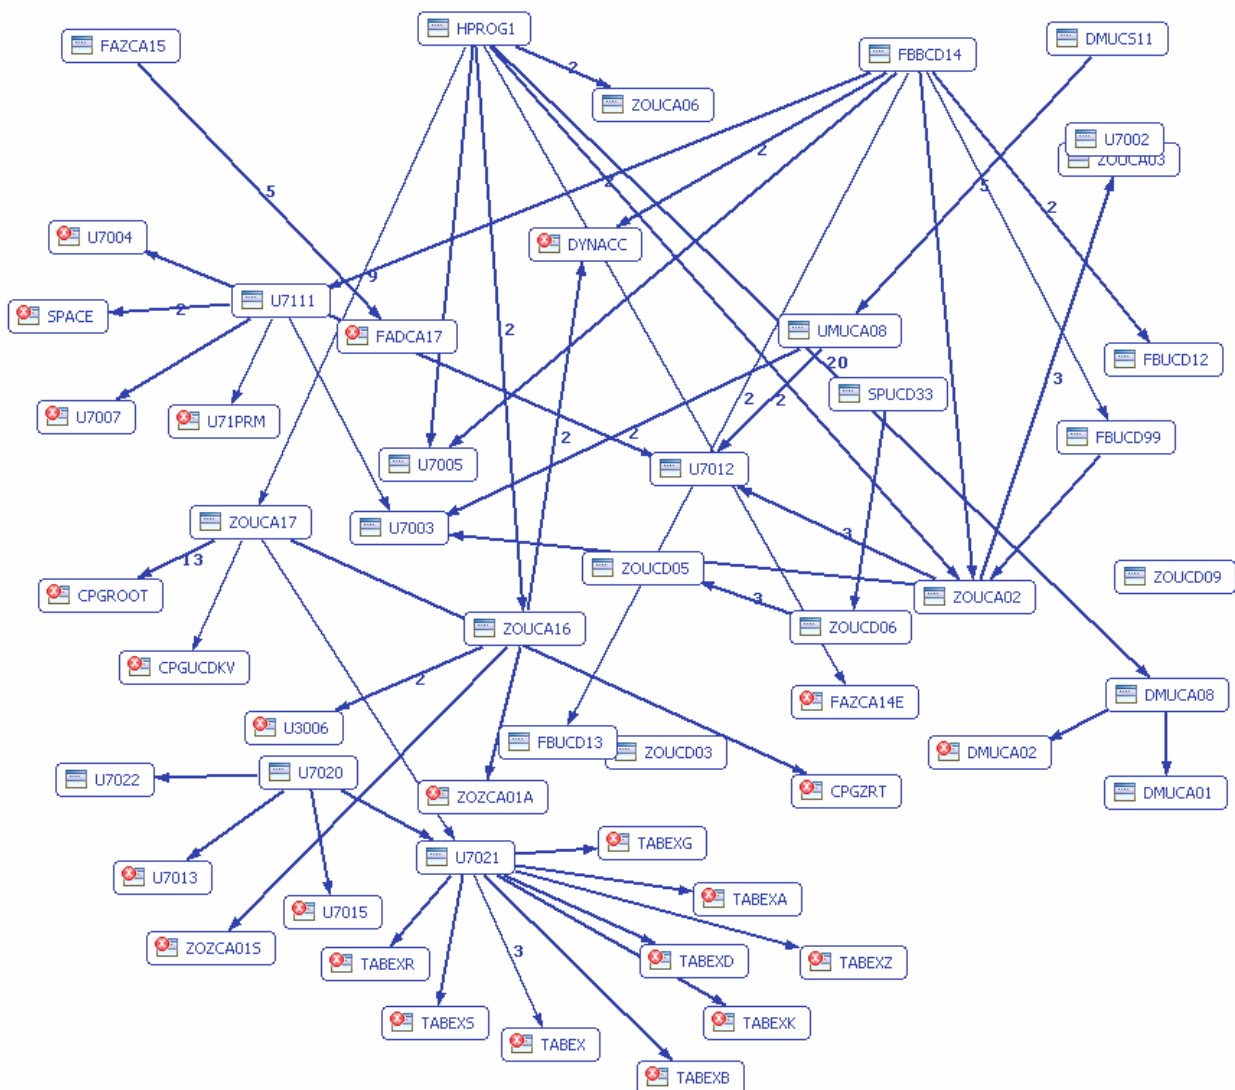 HPROG1
FAZCA15
DMUCS11
FBBCD14
2
ZOUCA06
U7002
ZOUCA03
2
5
2
5
2
2
U7004
DYNACC
9
U7111
SPACE
2
FADCA17
2
UMUCA08
FBUCD12
20
3
SPUCD33
U7007
U71PRM
2
2
2
2
FBUCD99
U7005
U7012
ZOUCA17
U7003
3
13
ZOUCD05
ZOUCD09
CPGROOT
3
ZOUCA02
ZOUCA16
ZOUCD06
CPGUCDKV
2
FAZCA14E
DMUCA08
U3006
FBUCD13
ZOUCD03
DMUCA02
U7022
U7020
ZOZCA01A
CPGZRT
DMUCA01
TABEXG
U7021
U7013
TABEXA
U7015
ZOZCA01S
3
TABEXR
TABEXD
TABEXZ
TABEXS
TABEX
TABEXK
TABEXB